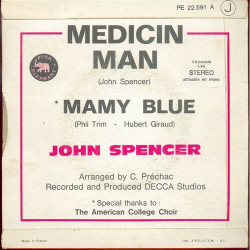 PE 22.591 A
J
MEDICIN
MAN
(John Spencer)
STEREO
*MAMY BLUE
(Phil Trim - Hubert Giraud)
JOHN SPENCER
Arranged by C. Préchac
Recorded and Produced DECCA Studios
* Special thanks to :
The American College Choir
Made in France